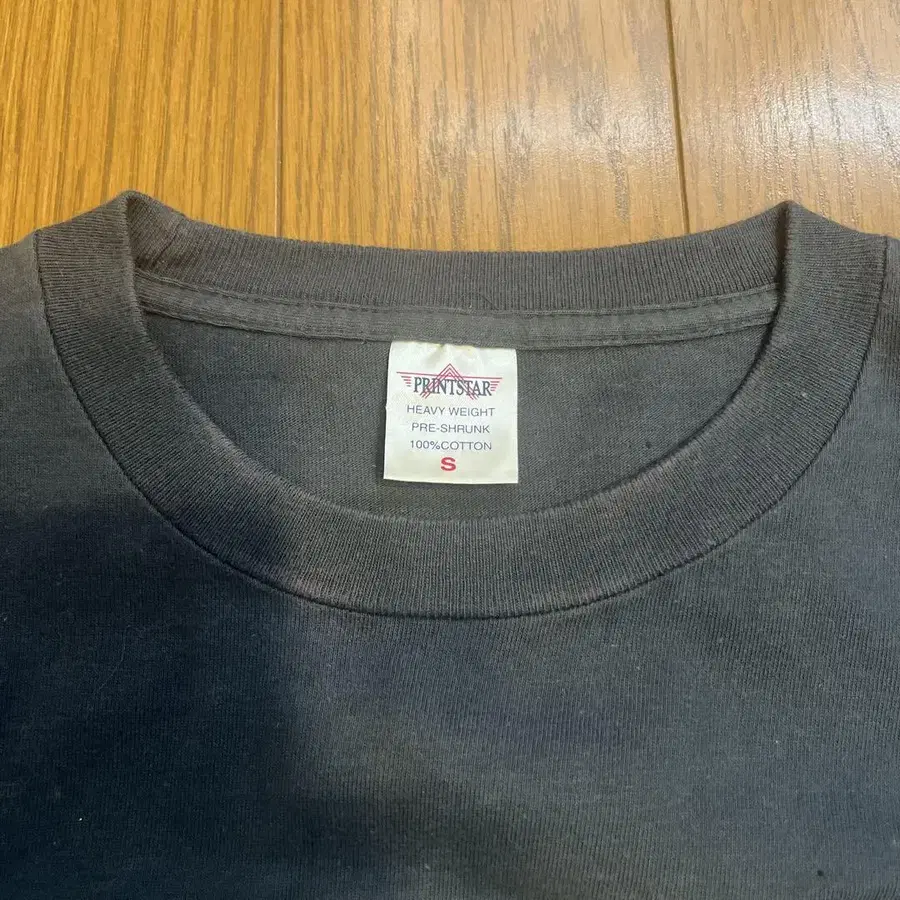 PRINTSTAR
HEAVY WEIGHT
PRE-SHRUNK
100%COTTON
S